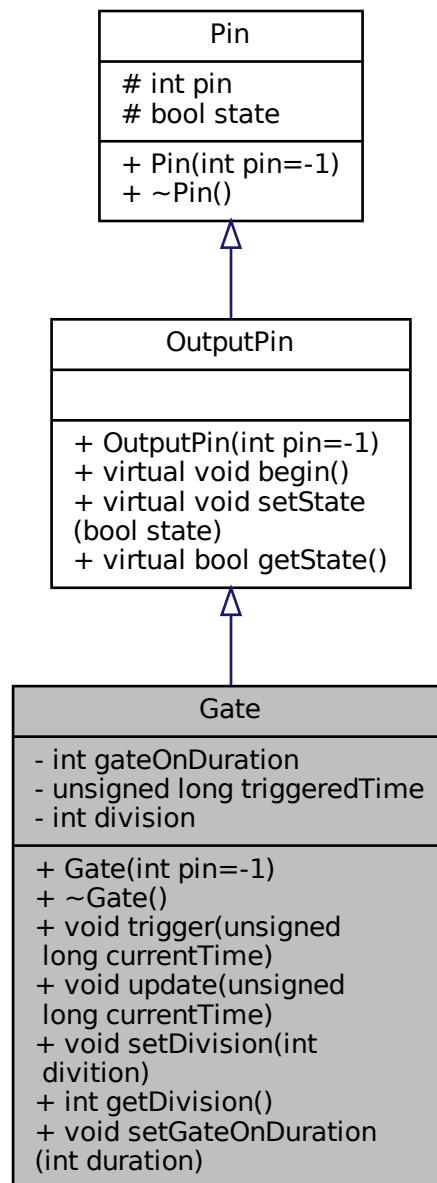 Pin
# int pin
# bool state
+ Pin(int pin=-1)
+ ~Pin()
OutputPin
+ OutputPin(int pin=-1)
+ virtual void begin()
+ virtual void setState
(bool state)
+ virtual bool getState()
Gate
- int gateOnDuration
- unsigned long triggeredTime
- int division
+ Gate(int pin=-1)
+ ~Gate()
+ void trigger(unsigned
long currentTime)
+ void update(unsigned
long currentTime)
+ void setDivision(int
divition)
+ int getDivision()
+ void setGateOnDuration
(int duration)